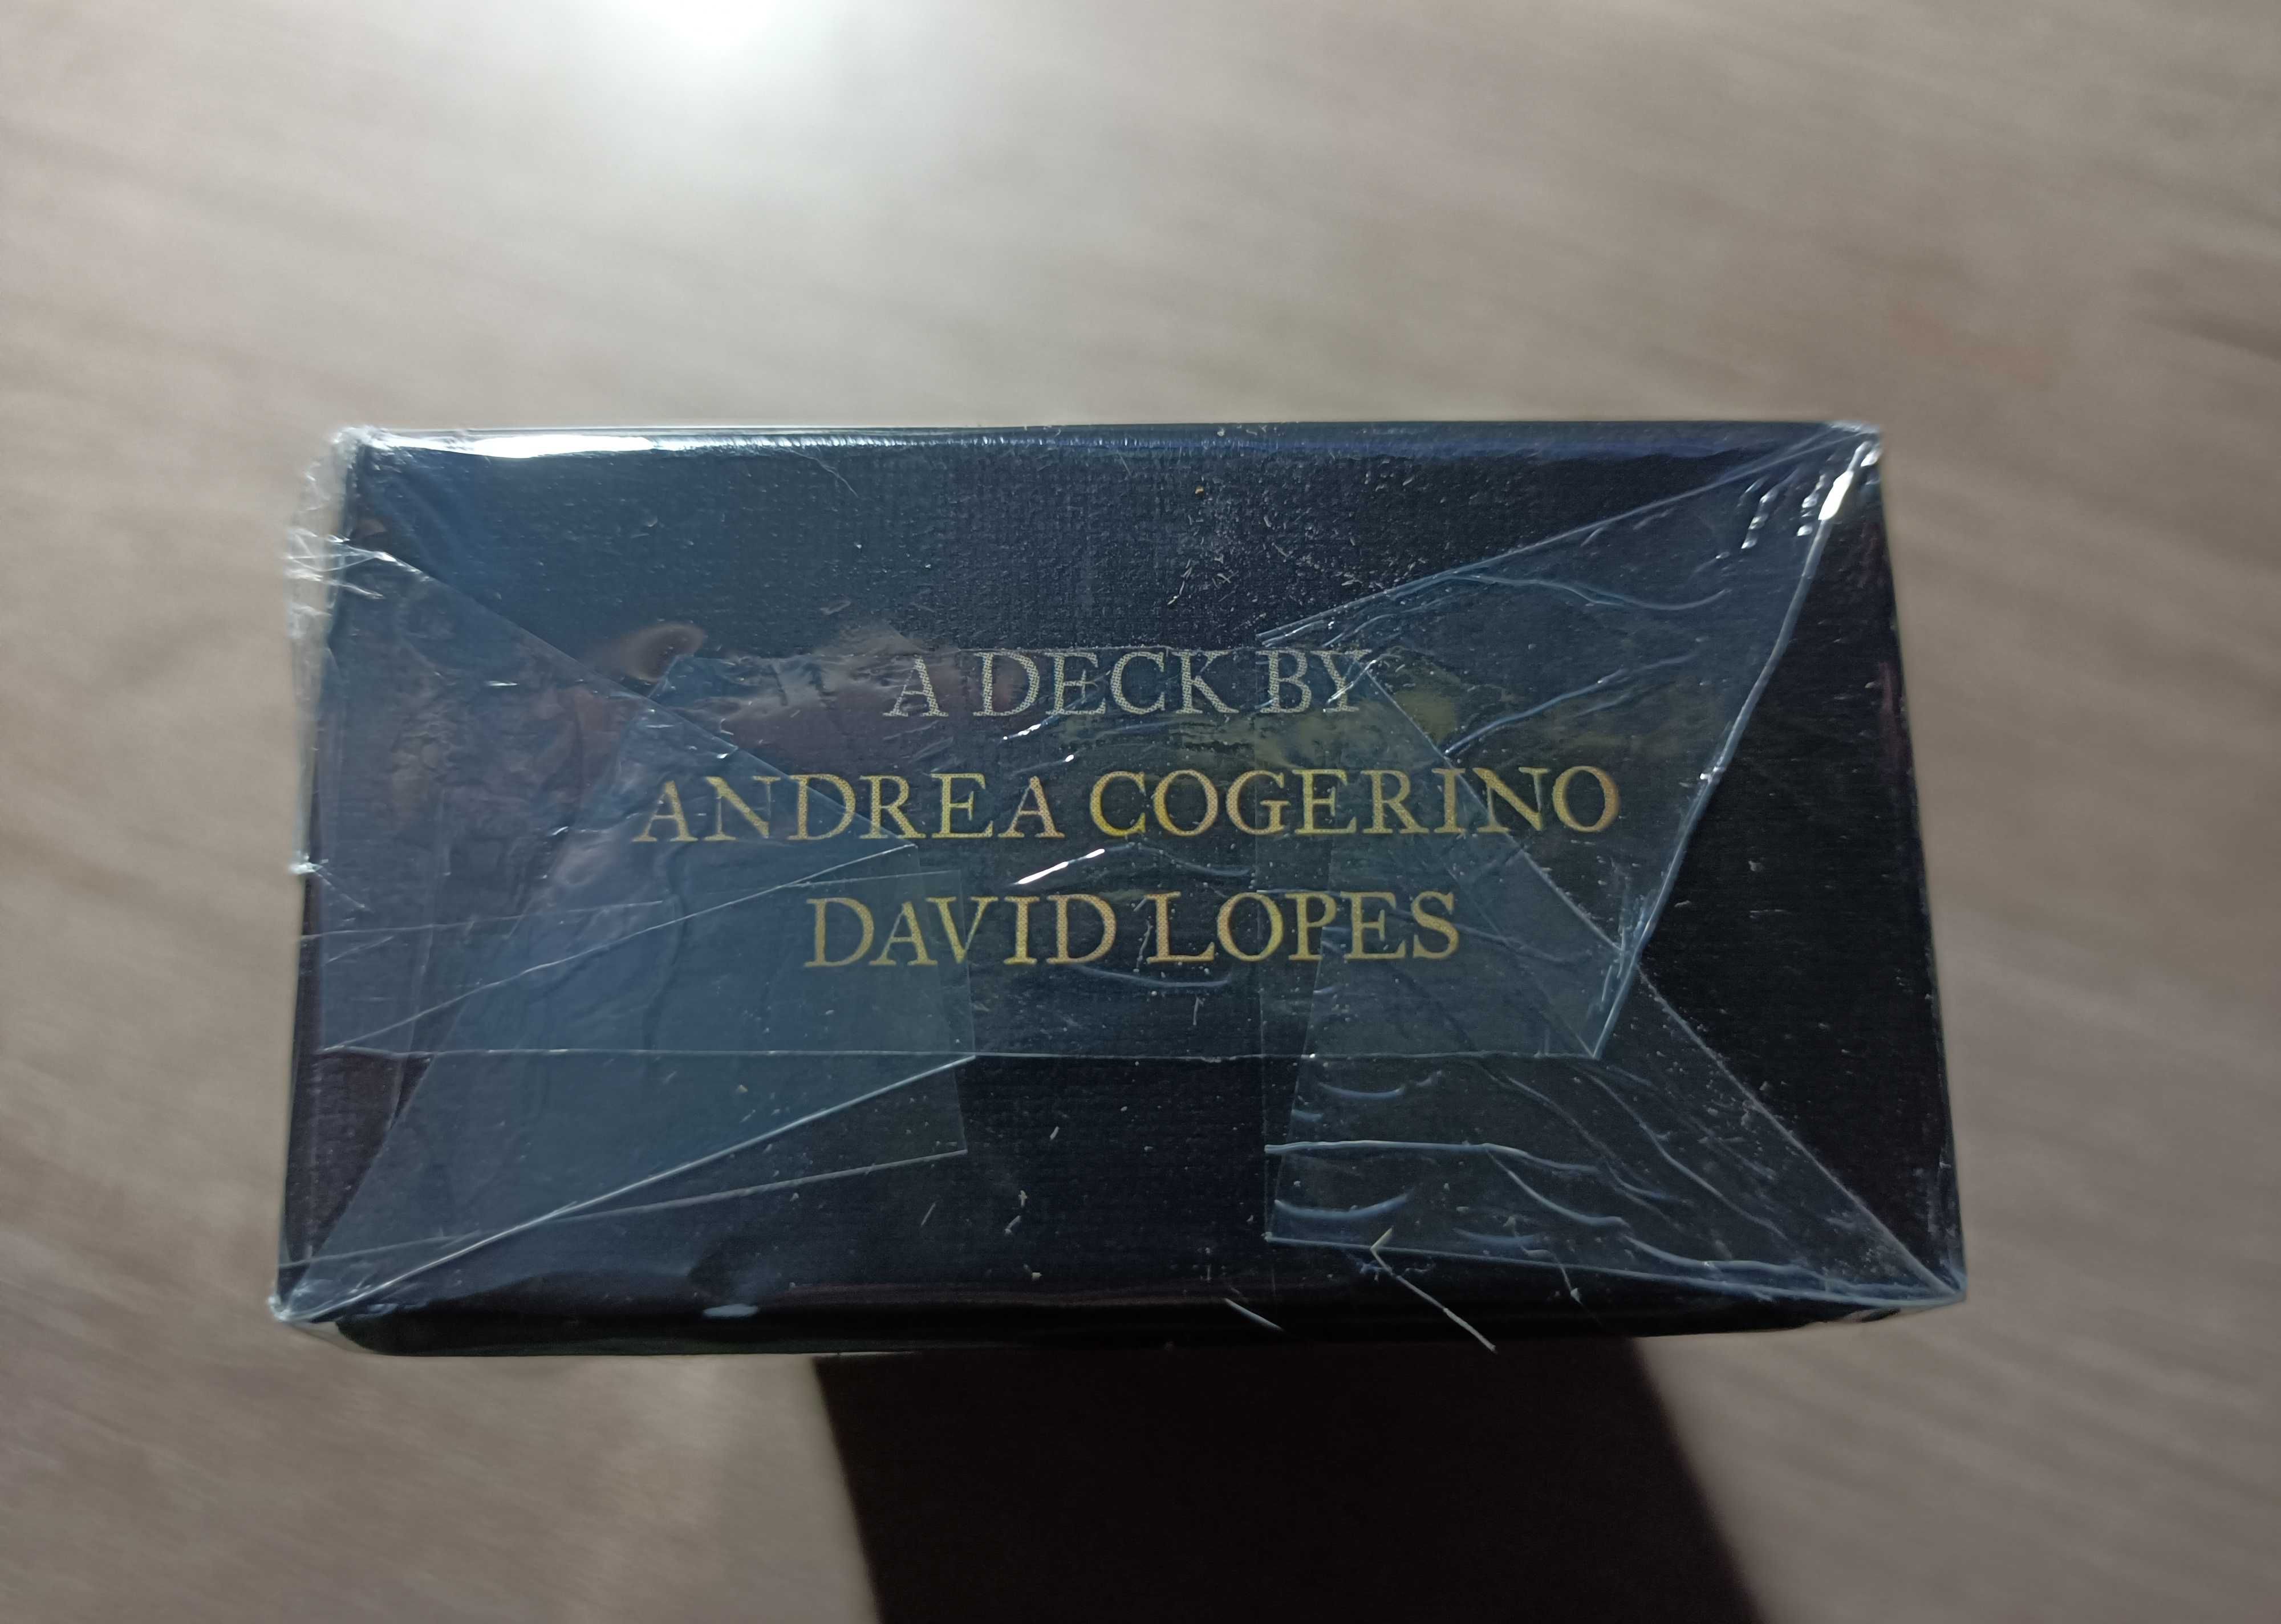 A DECK BY
ANDREA COGERINO
DAVID LOPES